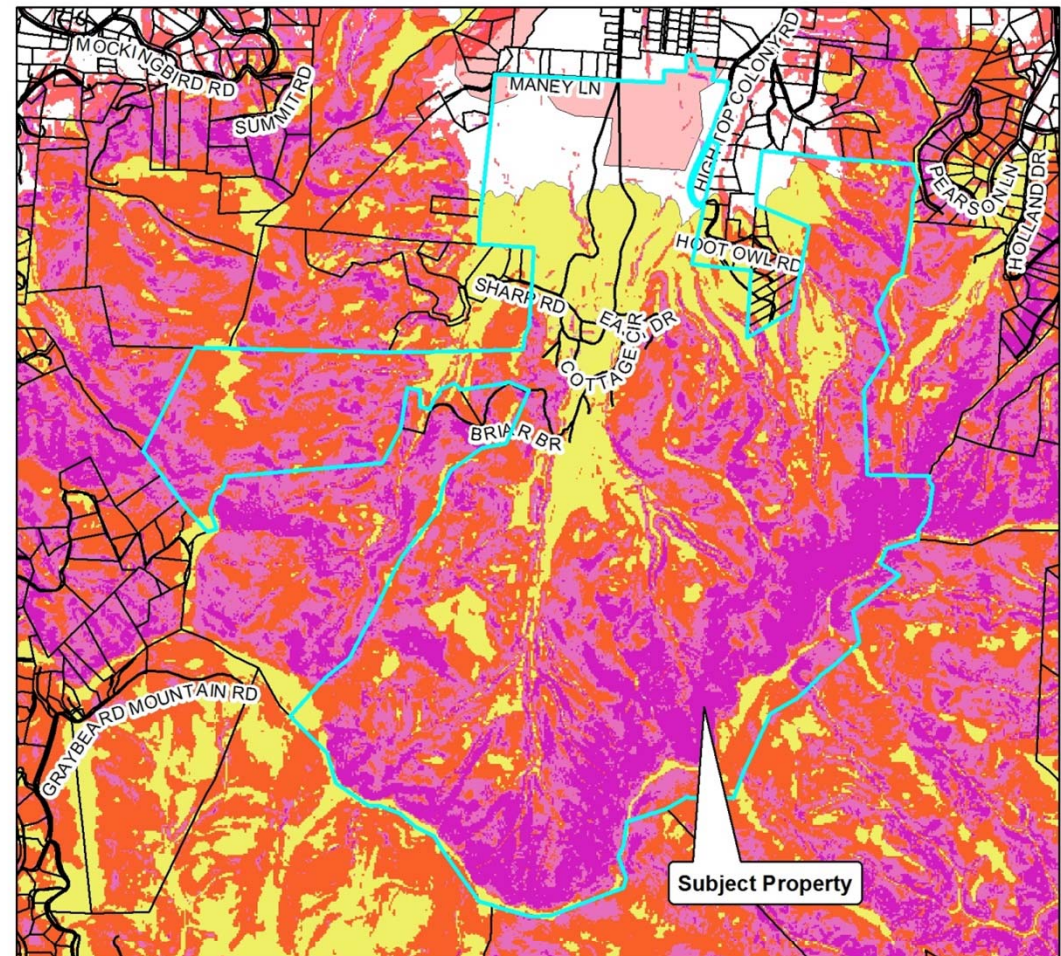 MOCKINGBIRD RD
SUMMIT RD
MANEY LN
HIGH TOP COLONY RD
PEARSON LN
HOLLAND DR
HOOT OWL RD
SHARP RD
DR
COTTAGE CIR
BRIAR BR
GRAYBEARD MOUNTAIN RD
Subject Property